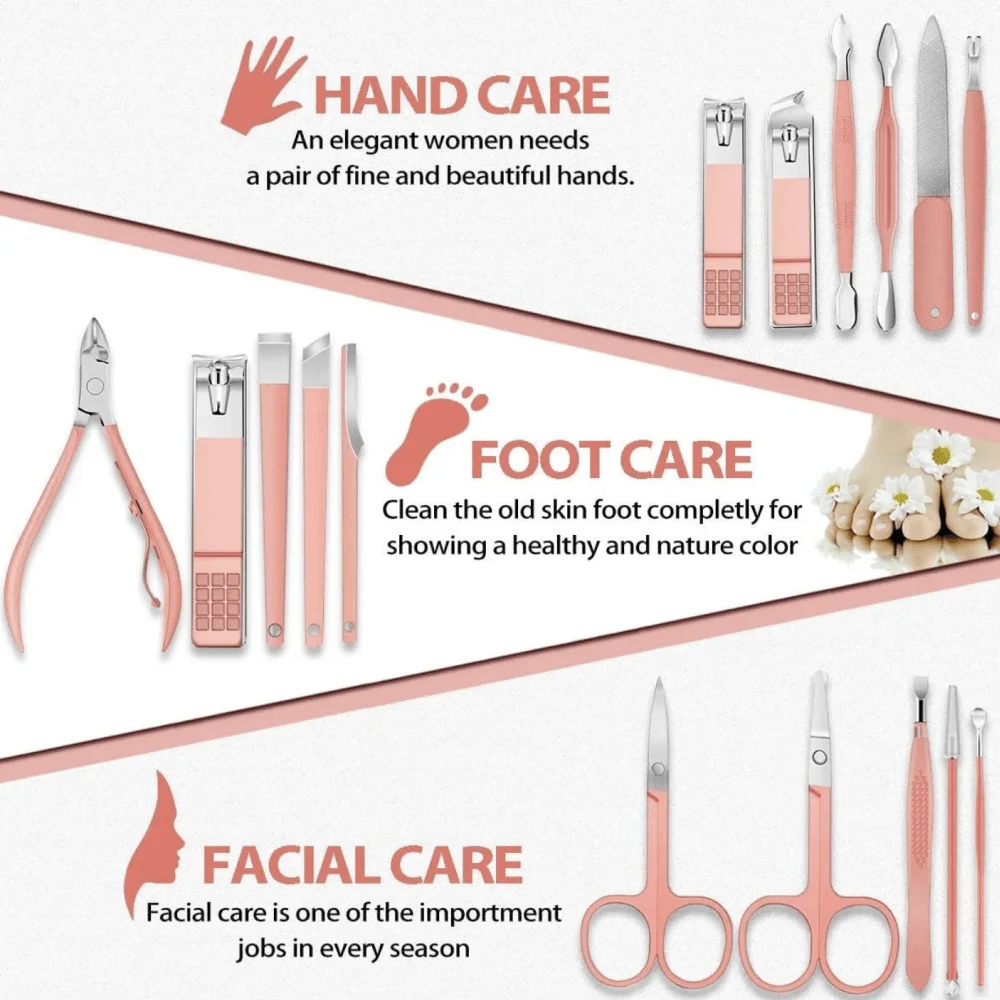 HAND CARE
An elegant women needs
a pair of fine and beautiful hands.
FOOT CARE
Clean the old skin foot completly for
showing a healthy and nature color
FACIAL CARE
Facial care is one of the importment
jobs in every season